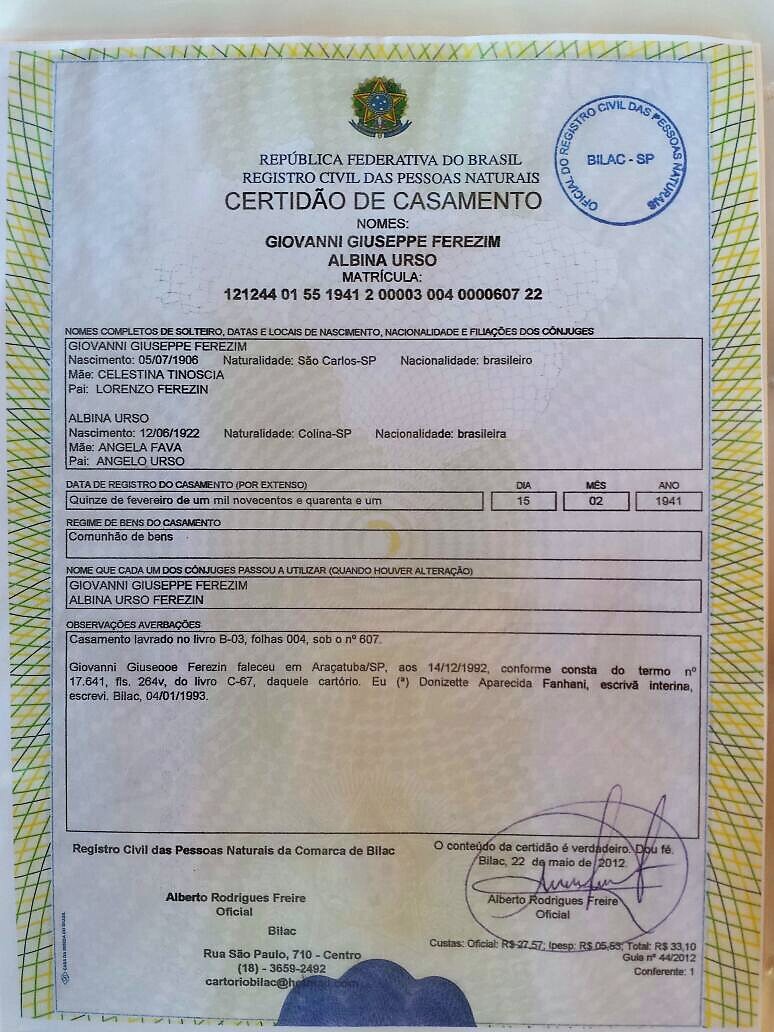 REPÚBLICA FEDERATIVA DO BRASIL
REGISTRO CIVIL DAS PESSOAS NATURAIS
CERTIDÃO DE CASAMENTO
OFICIAL DO REGISTRO CIVIL DAS PESSOAS NATURAIS
BILAC - SP
NOMES:
GIOVANNI GIUSEPPE FEREZIM
ALBINA URSO
MATRÍCULA:
121244 01 55 1941 2 00003 004 0000607 22
NOMES COMPLETOS DE SOLTEIRO, DATAS E LOCAIS DE NASCIMENTO, NACIONALIDADE E FILIAÇÕES DOS CÔNJUGES
GIOVANNI GIUSEPPE FEREZIM
Nascimento: 05/07/1906 Naturalidade: São Carlos-SP Nacionalidade: brasileiro
Mãe: CELESTINA TINOSCIA
Pai: LORENZO FEREZIN
ALBINA URSO
Nascimento: 12/06/1922 Naturalidade: Colina-SP Nacionalidade: brasileira
Mãe: ANGELA FAVA
Pai: ANGELO URSO
DATA DE REGISTRO DO CASAMENTO (POR EXTENSO) DIA MÊS ANO
Quinze de fevereiro de um mil novecentos e quarenta e um 15 02 1941
REGIME DE BENS DO CASAMENTO
Comunhão de bens
NOME QUE CADA UM DOS CÔNJUGES PASSOU A UTILIZAR (QUANDO HOUVER ALTERAÇÃO)
GIOVANNI GIUSEPPE FEREZIM
ALBINA URSO FEREZIN
OBSERVAÇÕES AVERBAÇÕES
Casamento lavrado no livro B-03, folhas 004, sob o nº 607.
Giovanni Giuseooe Ferezin faleceu em Araçatuba/SP, aos 14/12/1992, conforme consta do termo nº
17.641, fls. 264v, do livro C-67, daquele cartório. Eu (ª) Donizette Aparecida Fanhani, escrivã interina,
escrevi. Bilac, 04/01/1993.
Registro Civil das Pessoas Naturais da Comarca de Bilac
Alberto Rodrigues Freire
Oficial
Bilac
Rua São Paulo, 710 - Centro
(18) - 3659-2492
cartoriobilac@hotmail.com
O conteúdo da certidão é verdadeiro. Dou fé.
Bilac, 22 de maio de 2012.
Alberto Rodrigues Freire
Oficial
Custas: Oficial: R$ 27,57; Ipesp: R$ 05,53; Total: R$ 33,10
Guia nº 44/2012
Conferente: 1
CASA DA MOEDA DO BRASIL